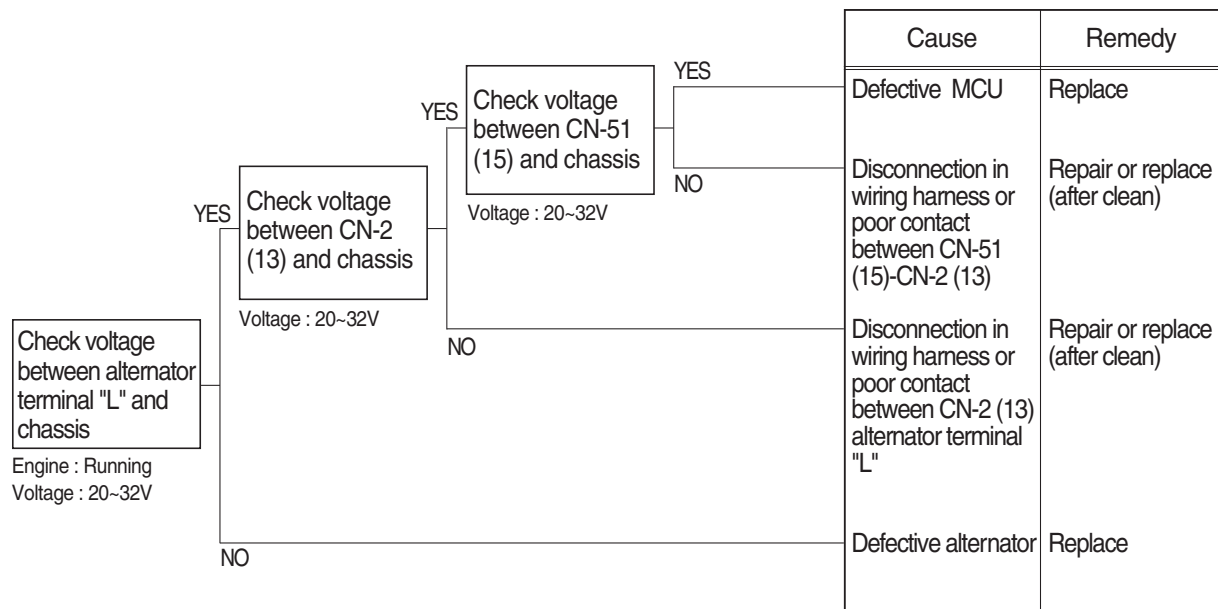 Cause
Remedy
YES
Defective MCU
Replace
YES
Check voltage
between CN-51
(15) and chassis
NO
Voltage : 20~32V
Disconnection in
wiring harness or
poor contact
between CN-51
(15)-CN-2 (13)
Repair or replace
(after clean)
YES
Check voltage
between CN-2
(13) and chassis
Voltage : 20~32V
NO
Disconnection in
wiring harness or
poor contact
between CN-2 (13)
alternator terminal
"L"
Repair or replace
(after clean)
Check voltage
between alternator
terminal "L" and
chassis
Engine : Running
Voltage : 20~32V
NO
Defective alternator
Replace